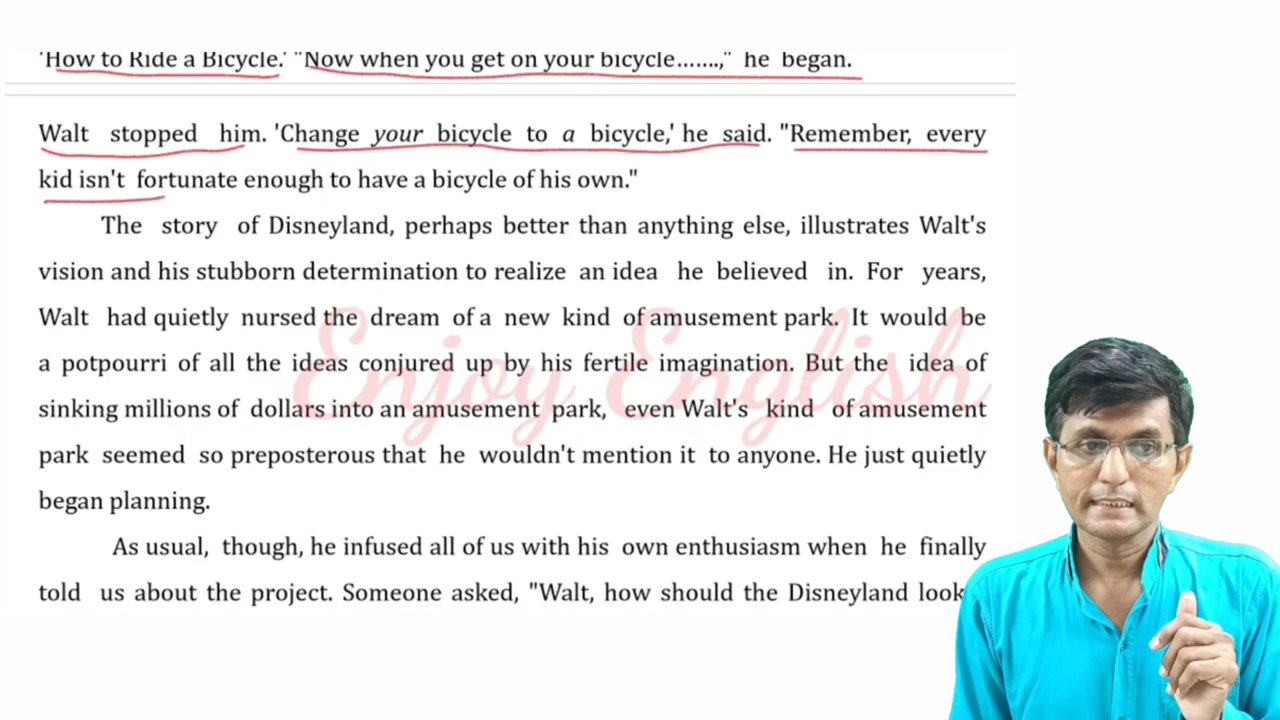 'How to Ride a Bicycle.' "Now when you get on your bicycle.......," he began.
Walt stopped him. 'Change your bicycle to a bicycle,' he said. "Remember, every
kid isn't fortunate enough to have a bicycle of his own."
The story of Disneyland, perhaps better than anything else, illustrates Walt's
vision and his stubborn determination to realize an idea he believed in. For years,
Walt had quietly nursed the dream of a new kind of amusement park. It would be
a potpourri of all the ideas conjured up by his fertile imagination. But the idea of
sinking millions of dollars into an amusement park, even Walt's kind of amusement
park seemed so preposterous that he wouldn't mention it to anyone. He just quietly
began planning.
As usual, though, he infused all of us with his own enthusiasm when he finally
told us about the project. Someone asked, "Walt, how should the Disneyland look
Enjoy English